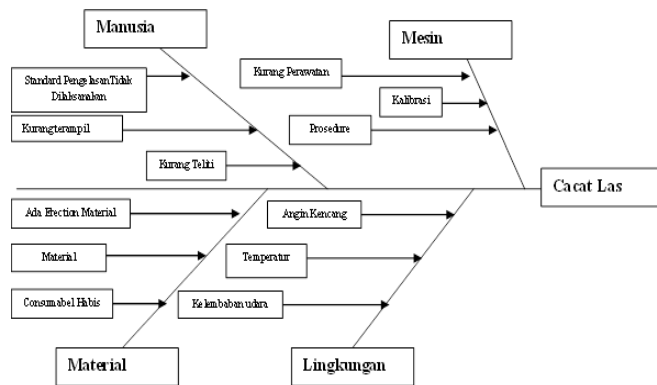 Manusia
Mesin
Standard Pengelasan Tidak
Dilaksanakan
Kurang Perawatan
Kalibrasi
Kurang terampil
Prosedure
Kurang Teliti
Cacat Las
Ada Erection Material
Angin Kencang
Material
Temperatur
Consumabel Habis
Kelembaban udara
Material
Lingkungan